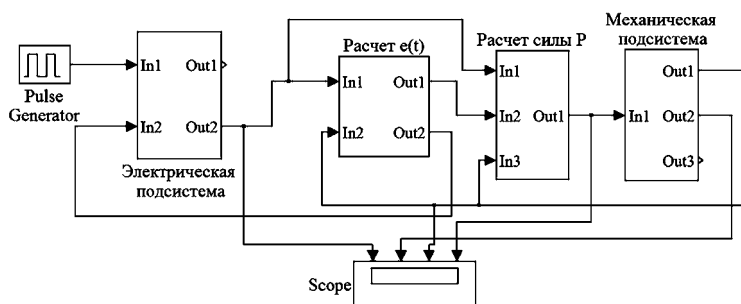 Pulse
Generator
In1
Out1
In2
Out2
Электрическая
подсистема
Расчет e(t)
In1
Out1
In2
Out2
Расчет силы P
In1
In2
Out1
In3
Механическая
подсистема
Out1
In1
Out2
Out3
Scope